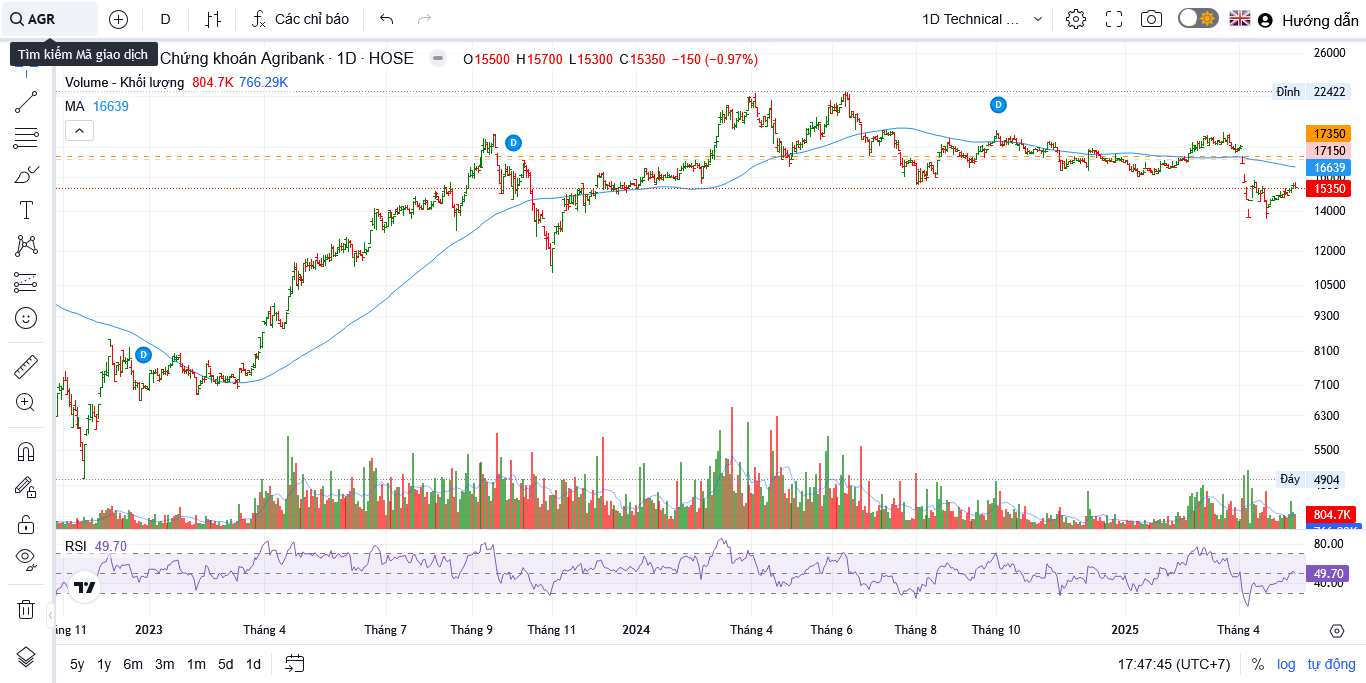 AGR
D
Các chỉ báo
1D Technical ...
Hướng dẫn
Tìm kiếm Mã giao dịch
Chứng khoán Agribank · 1D · HOSE
O15500 H15700 L15300 C15350 −150 (−0.97%)
Volume - Khối lượng 804.7K 766.29K
MA 16639
26000
Đỉnh 22422
D
D
D
17350
17150
16639
15350
14000
12000
10500
9300
8100
7100
6300
5500
Đáy 4904
804.7K
RSI 49.70
80.00
49.70
40.00
ng 11
2023
Tháng 4
Tháng 7
Tháng 9
Tháng 11
2024
Tháng 4
Tháng 6
Tháng 8
Tháng 10
2025
Tháng 4
5y 1y 6m 3m 1m 5d 1d
17:47:45 (UTC+7)
% log tự động